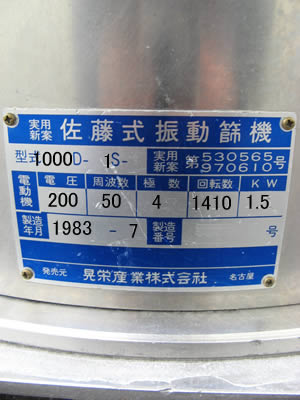 実用新案 佐藤式振動篩機
型式 1000D- 1S- 実用新案 第530565号 970610
電動機 電圧 周波数 極数 回転数 KW
200 50 4 1410 1.5
製造年月 1983 - 7 製造番号 号
発売元 晃栄産業株式会社 名古屋